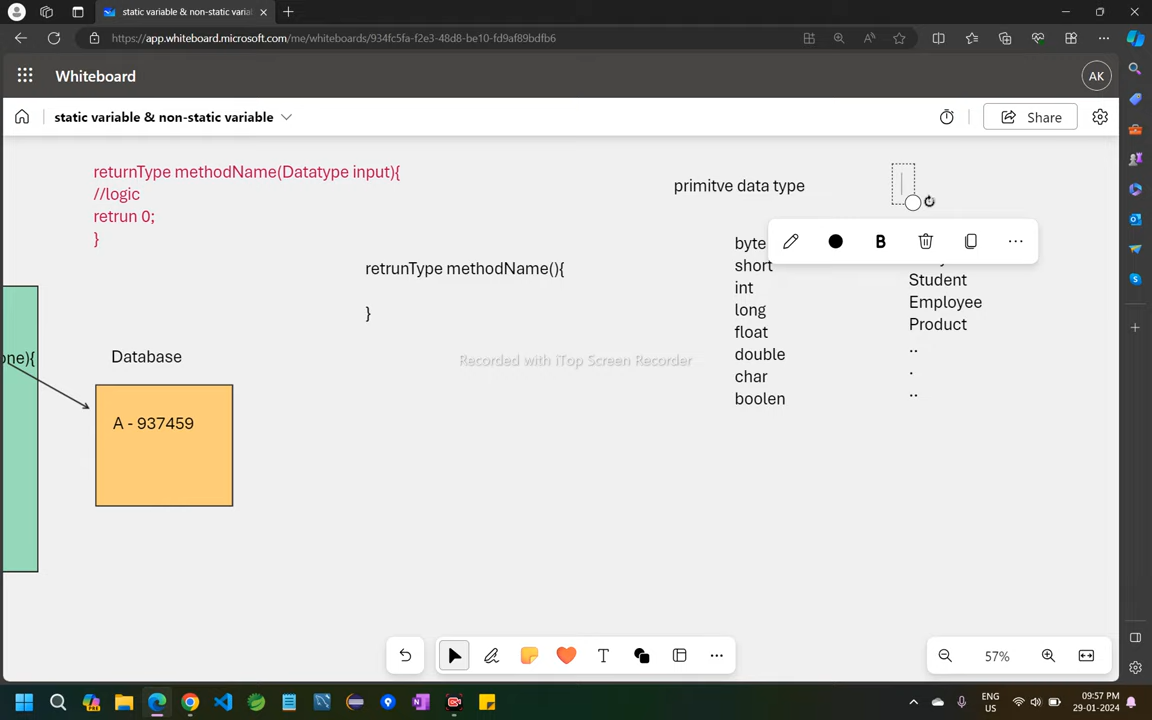 static variable & non-static varia
https://app.whiteboard.microsoft.com/me/whiteboards/934fc5fa-f2e3-48d8-be10-fd9af89bdfb6
Whiteboard
AK
static variable & non-static variable
Share
returnType methodName(Datatype input){
//logic
retrun 0;
}
primitve data type
retrunType methodName(){
}
byte
short
int
long
float
double
char
boolen
B
Student
Employee
Product
..
.
..
one){
Database
A - 937459
Recorded with iTop Screen Recorder
T
57%
ENG
US
09:57 PM
29-01-2024